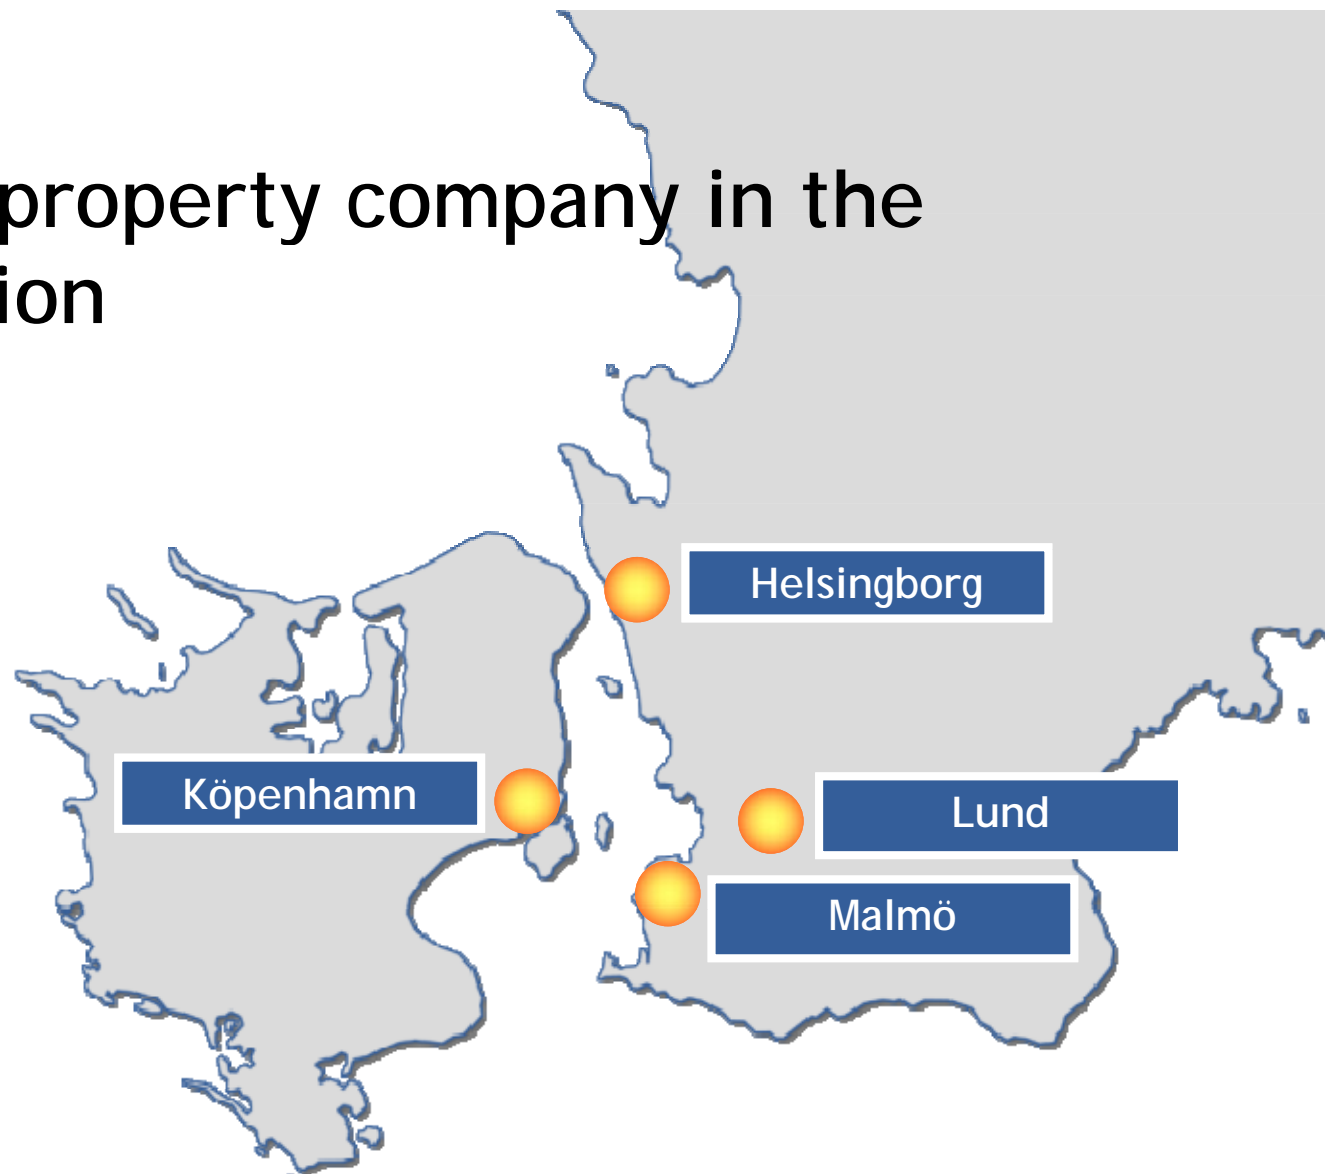 property company in the
ion
Helsingborg
Köpenhamn
Lund
Malmö